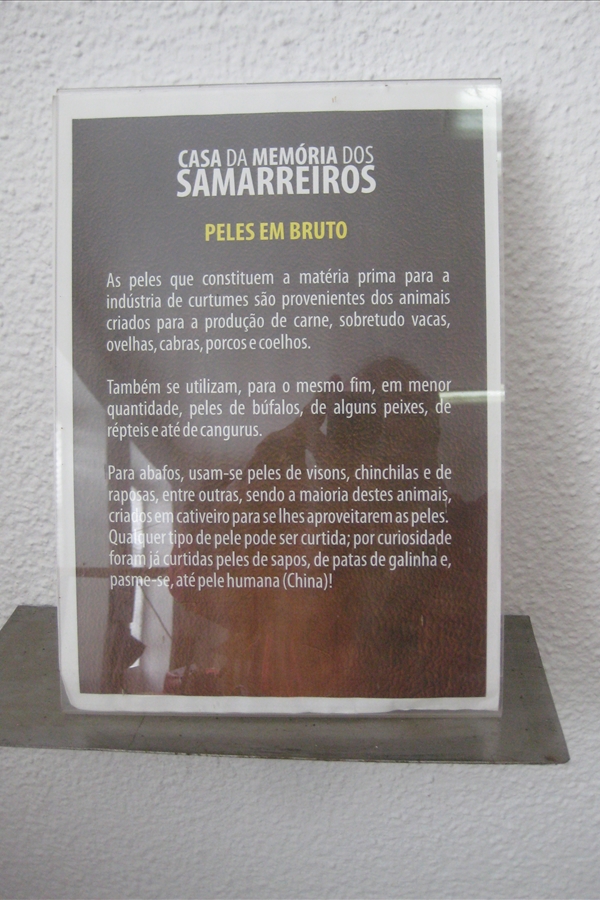 CASA DA MEMÓRIA DOS
SAMARREIROS
PELES EM BRUTO
As peles que constituem a matéria prima para a
indústria de curtumes são provenientes dos animais
criados para a produção de carne, sobretudo vacas,
ovelhas, cabras, porcos e coelhos.
Também se utilizam, para o mesmo fim, em menor
quantidade, peles de búfalos, de alguns peixes, de
répteis e até de cangurus.
Para abafos, usam-se peles de visons, chinchilas e de
raposas, entre outras, sendo a maioria destes animais,
criados em cativeiro para se lhes aproveitarem as peles.
Qualquer tipo de pele pode ser curtida; por curiosidade
foram já curtidas peles de sapos, de patas de galinha e,
pasme-se, até pele humana (China)!